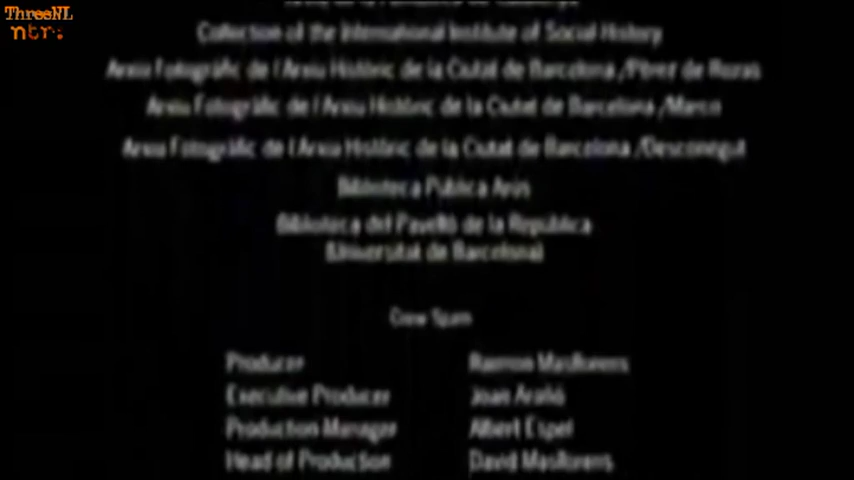 ThreeNL
ntr:
Collection of the International Institute of Social History
Arxiu Fotogràfic de l'Arxiu Històric de la Ciutat de Barcelona /Pérez de Rozas
Arxiu Fotogràfic de l'Arxiu Històric de la Ciutat de Barcelona /Marco
Arxiu Fotogràfic de l'Arxiu Històric de la Ciutat de Barcelona /Desconegut
Biblioteca Pública Arús
Biblioteca del Pavelló de la República
(Universitat de Barcelona)
Crew Spain
Producer Ramon Masllorens
Executive Producer Joan
Production Manager Albert Espel
Head of Production David Masllorens